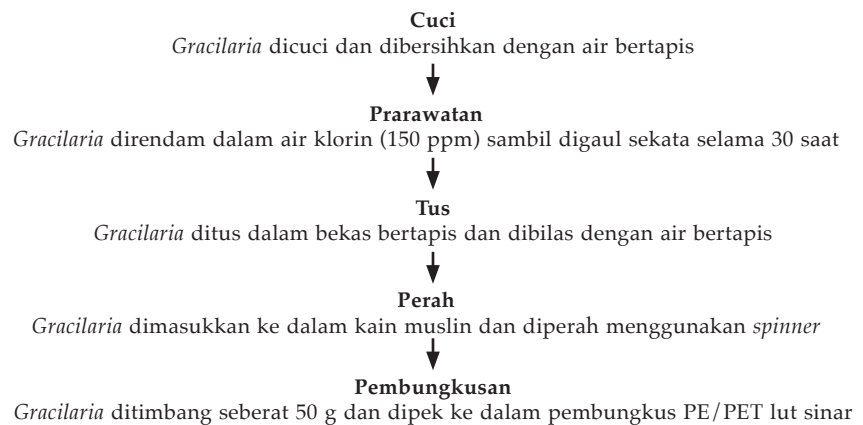 Cuci
Gracilaria dicuci dan dibersihkan dengan air bertapis
Prarawatan
Gracilaria direndam dalam air klorin (150 ppm) sambil digaul sekata selama 30 saat
Tus
Gracilaria ditus dalam bekas bertapis dan dibilas dengan air bertapis
Perah
Gracilaria dimasukkan ke dalam kain muslin dan diperah menggunakan spinner
Pembungkusan
Gracilaria ditimbang seberat 50 g dan dipek ke dalam pembungkus PE/PET lut sinar